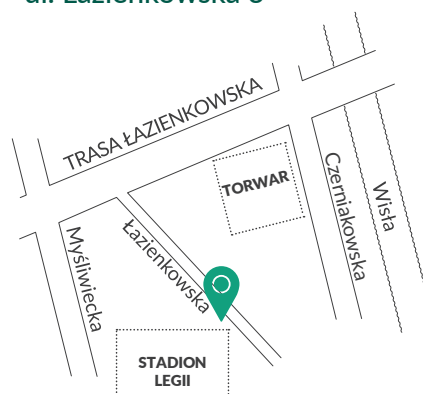 TRASA ŁAZIENKOWSKA
TORWAR
Czerniakowska
Wisła
Łazienkowska
Myśliwiecka
STADION
LEGII